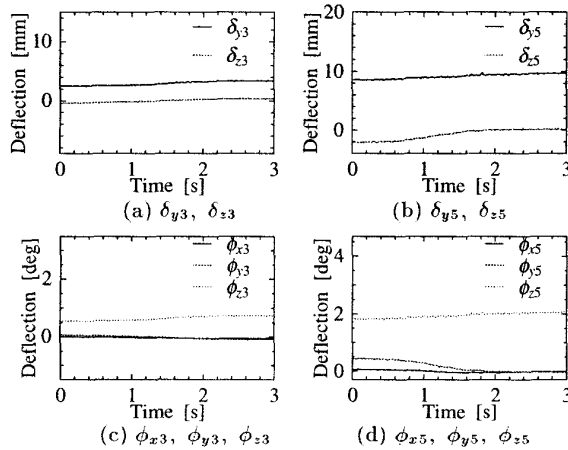 Deflection [mm]
10
0
δy3
δz3
0 1 2 3
Time [s]
(a) δy3, δz3
Deflection [mm]
20
10
0
δy5
δz5
0 1 2 3
Time [s]
(b) δy5, δz5
Deflection [deg]
2
0
ϕx3
ϕy3
ϕz3
0 1 2 3
Time [s]
(c) ϕx3, ϕy3, ϕz3
Deflection [deg]
4
2
0
ϕx5
ϕy5
ϕz5
0 1 2 3
Time [s]
(d) ϕx5, ϕy5, ϕz5